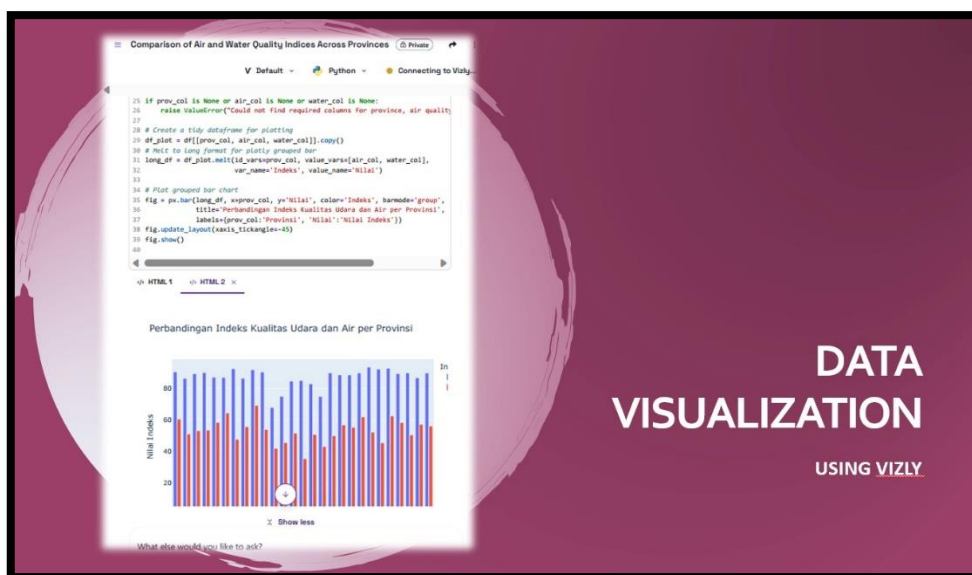 Comparison of Air and Water Quality Indices Across Provinces Private
V Default Python Connecting to Vizly...
25 if prov_col is None or air_col is None or water_col is None:
26 raise ValueError("Could not find required columns for province, air quality
27
28 # Create a tidy dataframe for plotting
29 df_plot = df[[prov_col, air_col, water_col]].copy()
30 # Melt to long format for plotly grouped bar
31 long_df = df_plot.melt(id_vars=prov_col, value_vars=[air_col, water_col],
32 var_name='Indeks', value_name='Nilai')
33
34 # Plot grouped bar chart
35 fig = px.bar(long_df, x=prov_col, y='Nilai', color='Indeks', barmode='group',
36 title='Perbandingan Indeks Kualitas Udara dan Air per Provinsi',
37 labels={prov_col:'Provinsi', 'Nilai':'Nilai Indeks'})
38 fig.update_layout(xaxis_tickangle=-45)
39 fig.show()
40
HTML 1 HTML 2
Perbandingan Indeks Kualitas Udara dan Air per Provinsi
In
80
60
40
20
Nilai Indeks
Show less
What else would you like to ask?
DATA
VISUALIZATION
USING VIZLY